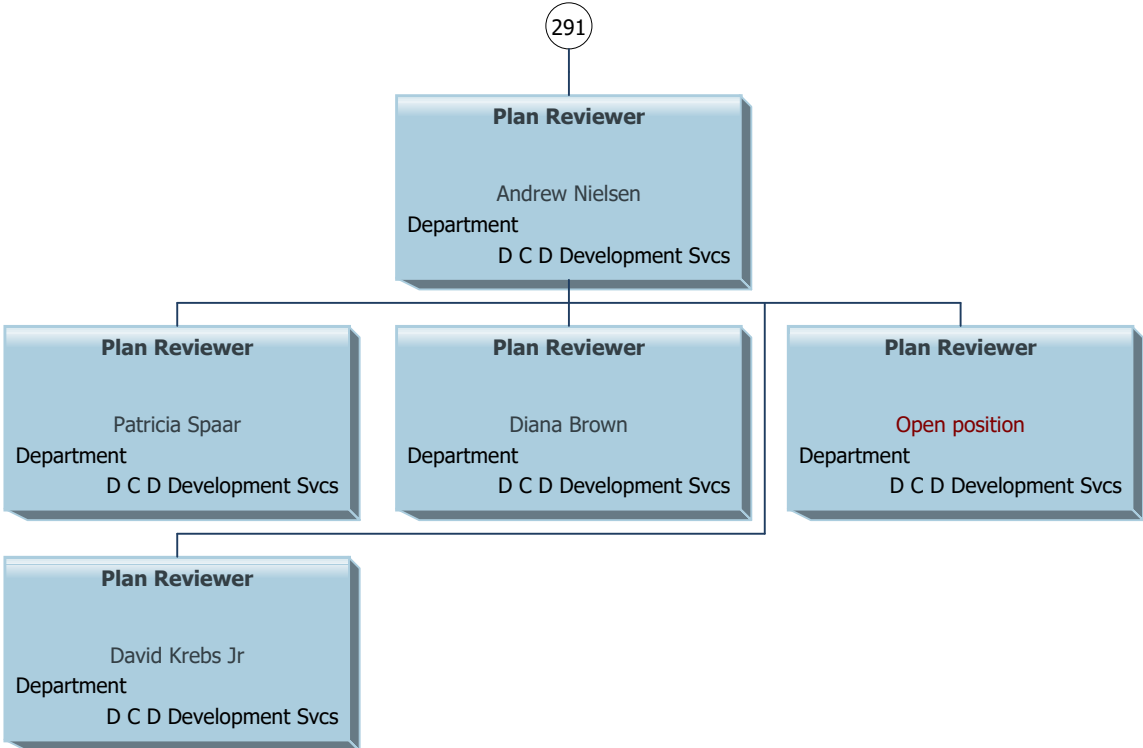 291
Plan Reviewer
Andrew Nielsen
Department
D C D Development Svcs
Plan Reviewer
Patricia Spaar
Department
D C D Development Svcs
Plan Reviewer
Diana Brown
Department
D C D Development Svcs
Plan Reviewer
Open position
Department
D C D Development Svcs
Plan Reviewer
David Krebs Jr
Department
D C D Development Svcs